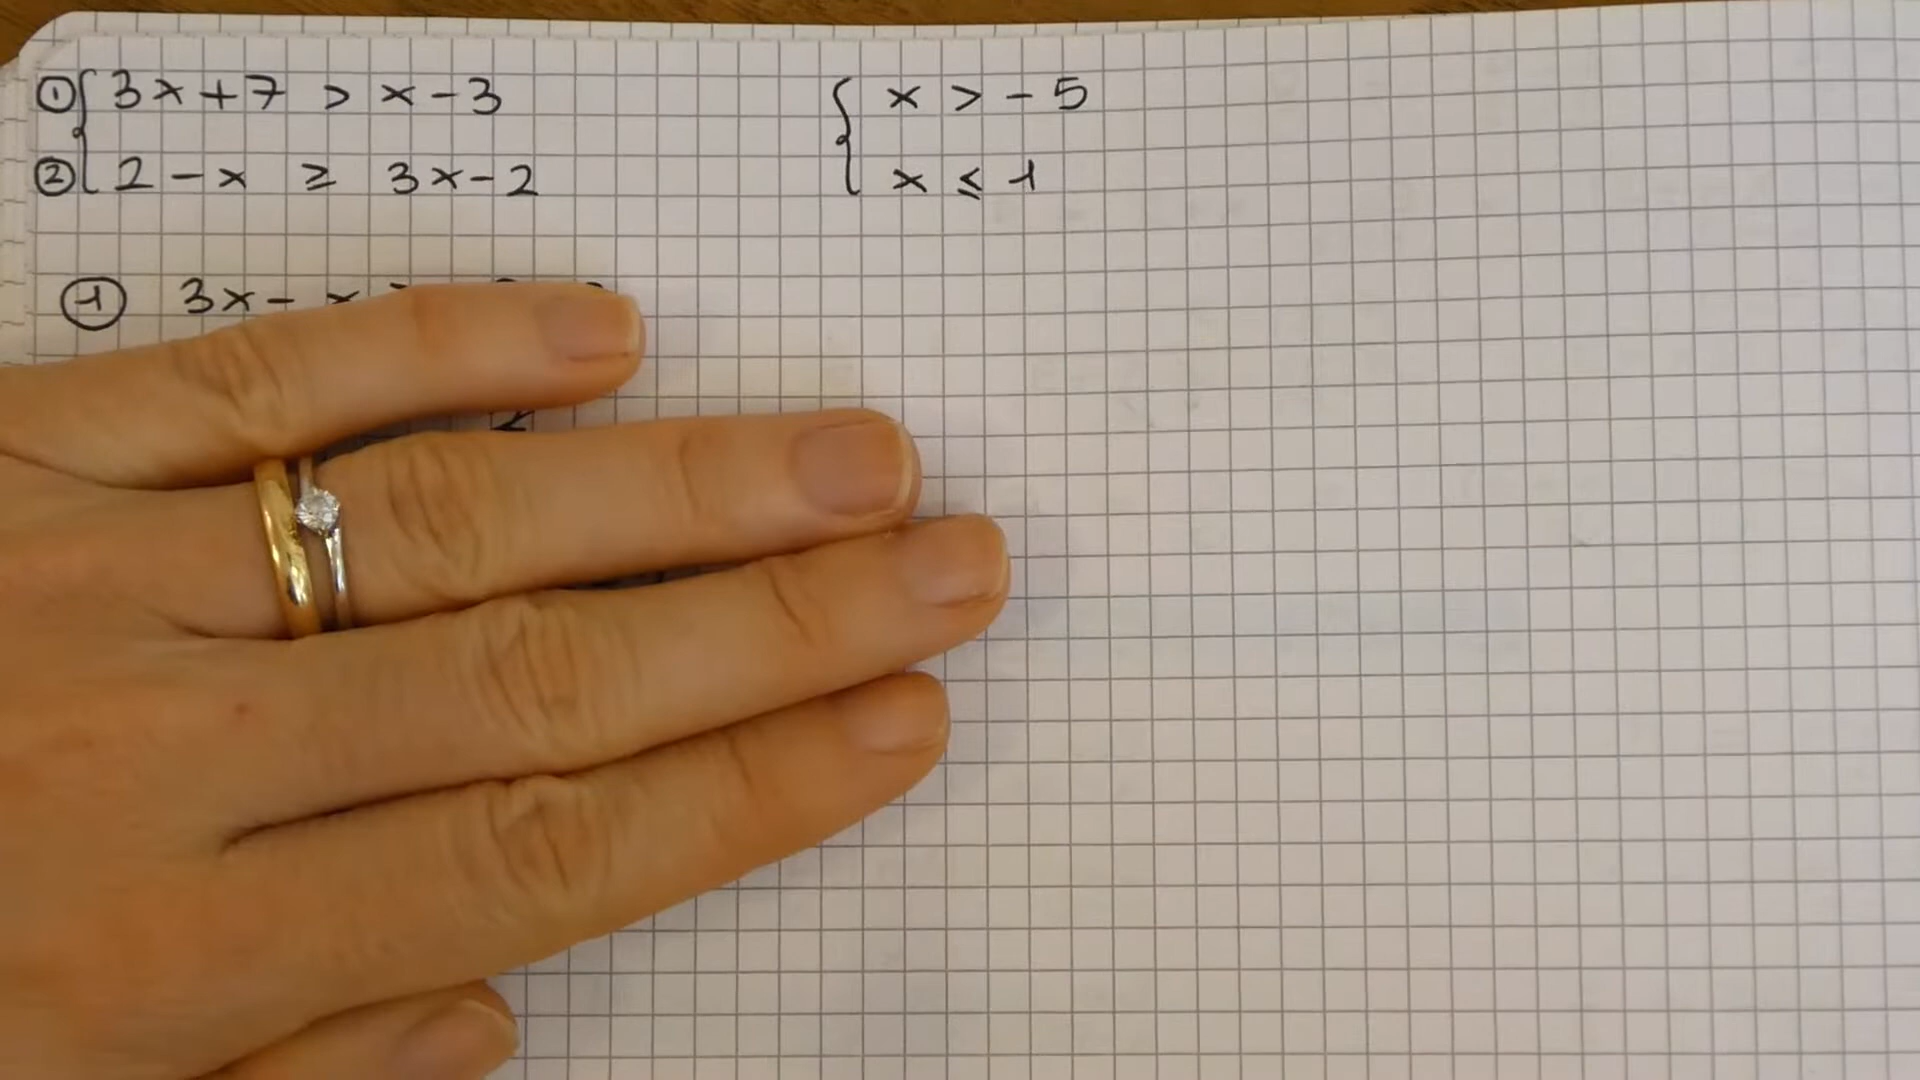 ① { 3x + 7 > x - 3
② { 2 - x ≥ 3x - 2
{ x > - 5
{ x ≤ 1
① 3x - x